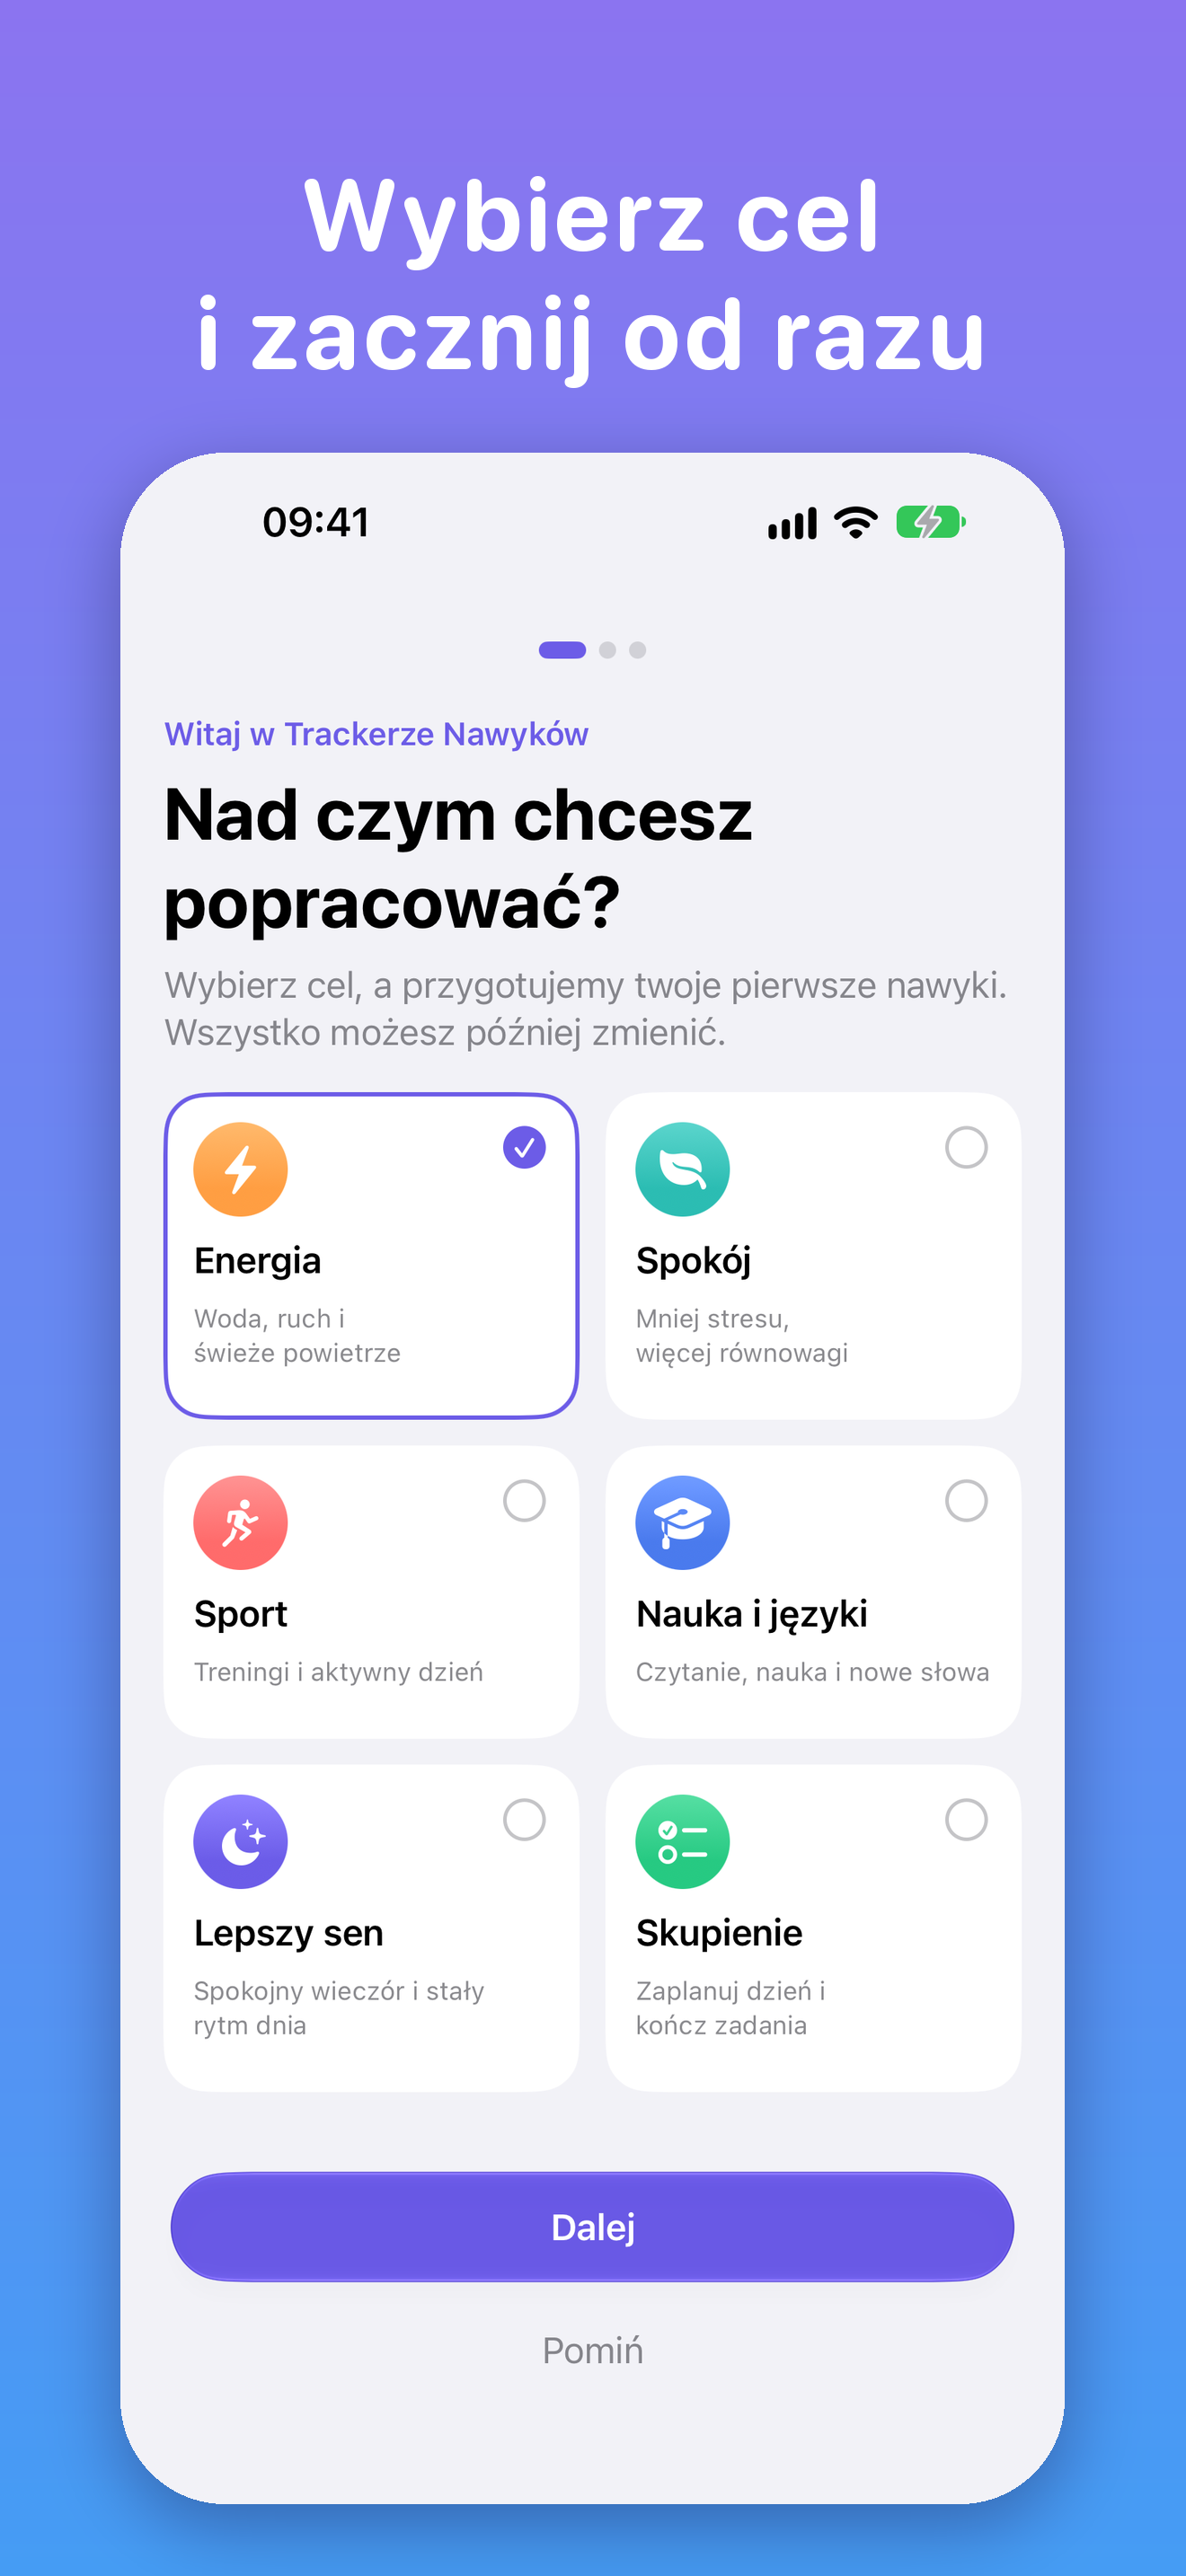 Wybierz cel
i zacznij od razu
09:41
Witaj w Trackerze Nawyków
Nad czym chcesz
popracować?
Wybierz cel, a przygotujemy twoje pierwsze nawyki.
Wszystko możesz później zmienić.
Energia
Woda, ruch i
świeże powietrze
Spokój
Mniej stresu,
więcej równowagi
Sport
Treningi i aktywny dzień
Nauka i języki
Czytanie, nauka i nowe słowa
Lepszy sen
Spokojny wieczór i stały
rytm dnia
Skupienie
Zaplanuj dzień i
kończ zadania
Dalej
Pomiń